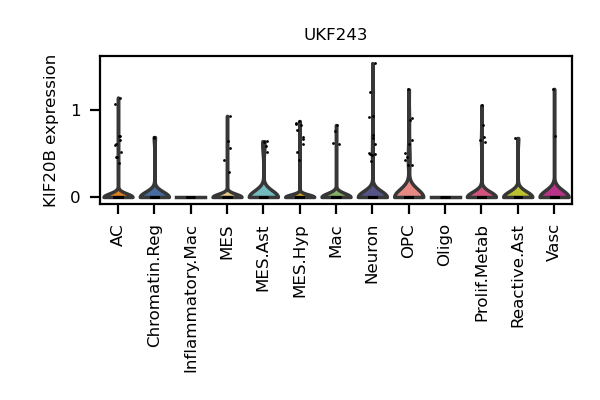 UKF243
KIF20B expression
1
0
AC
Chromatin.Reg
Inflammatory.Mac
MES
MES.Ast
MES.Hyp
Mac
Neuron
OPC
Oligo
Prolif.Metab
Reactive.Ast
Vasc